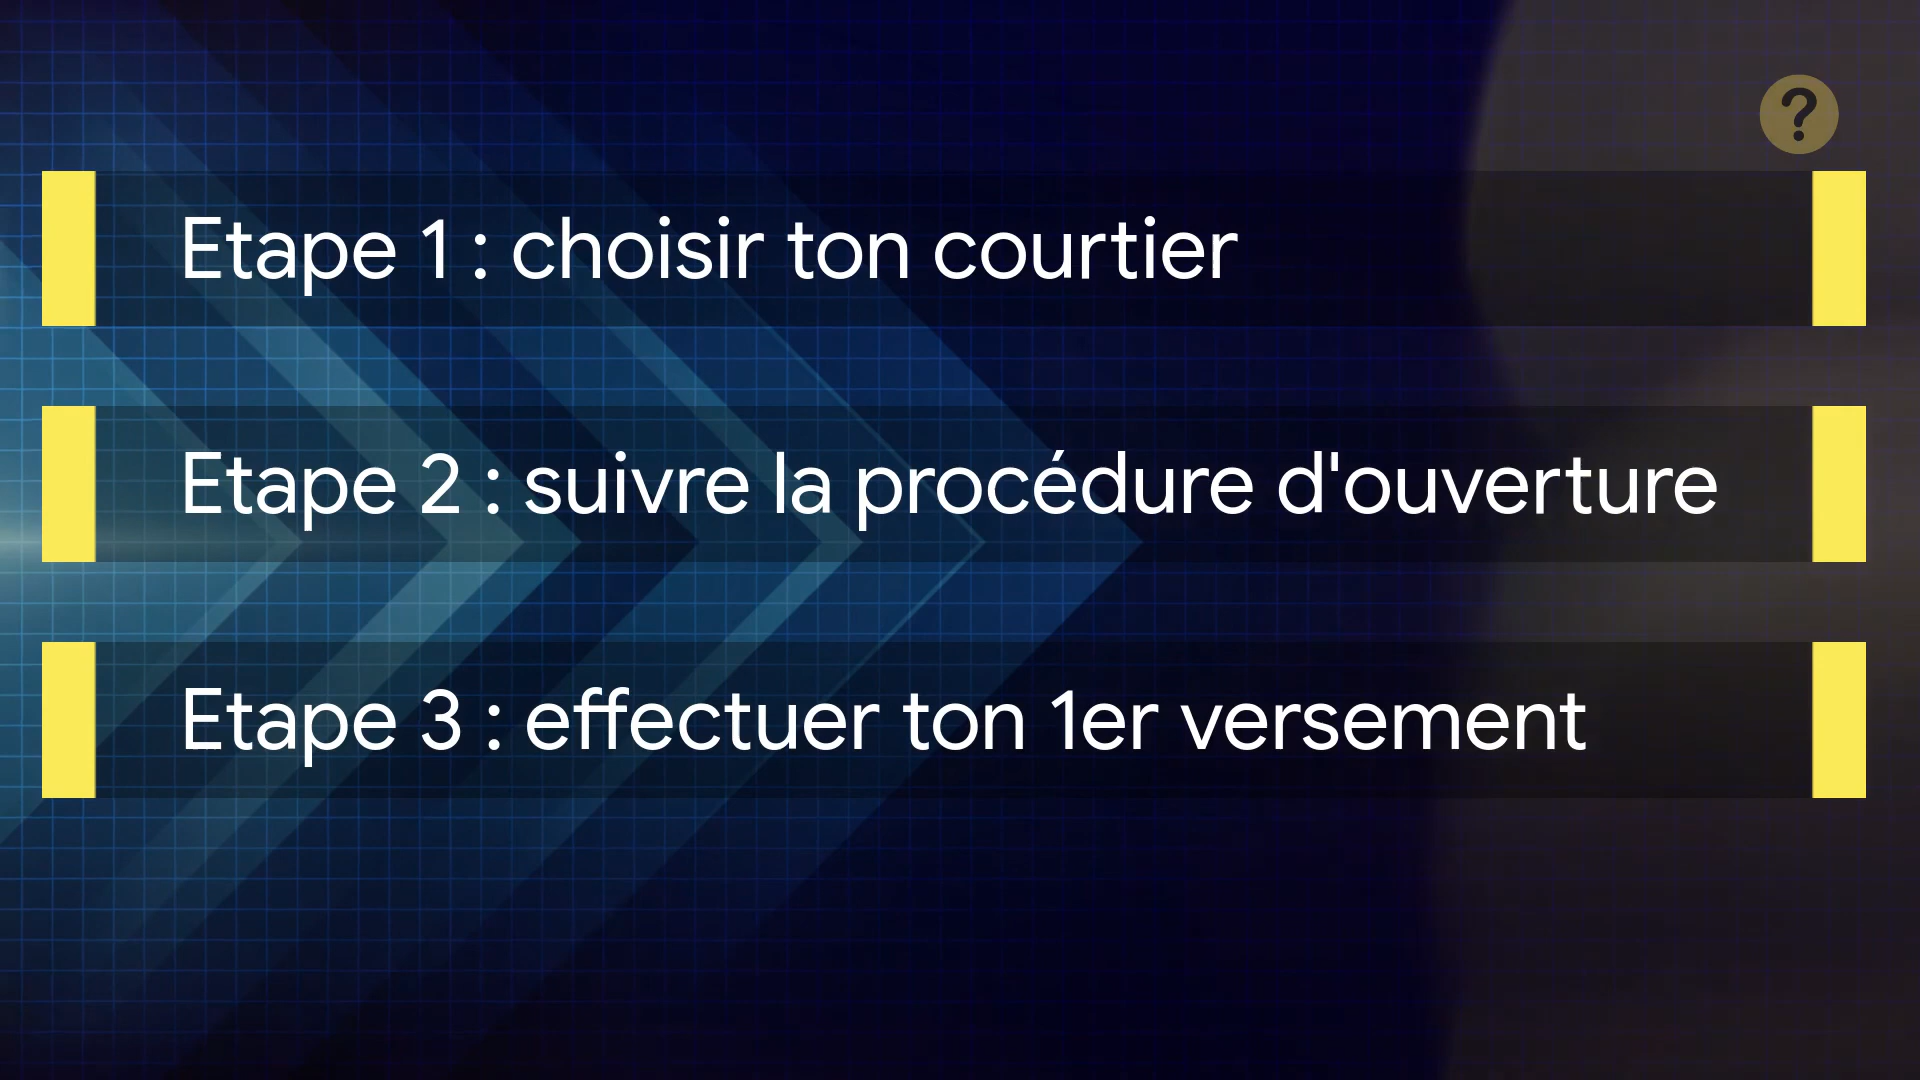 ?
Etape 1 : choisir ton courtier
Etape 2 : suivre la procédure d'ouverture
Etape 3 : effectuer ton 1er versement